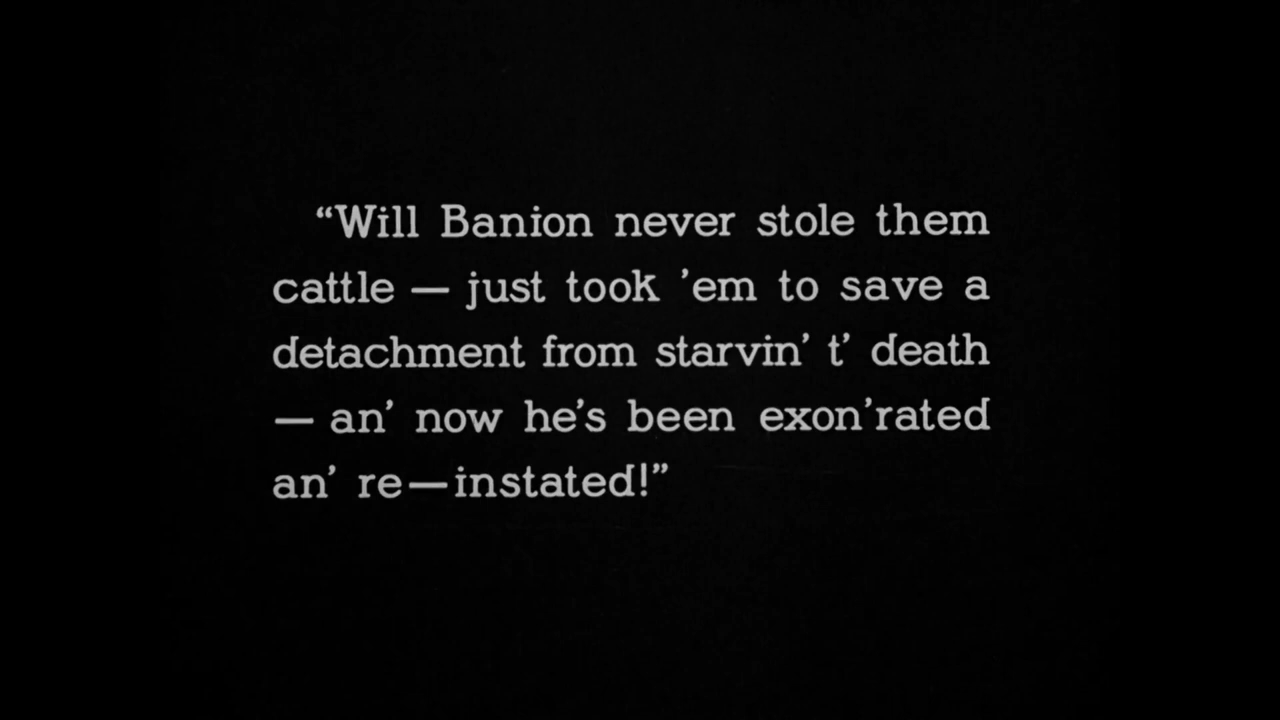 “Will Banion never stole them
cattle — just took ’em to save a
detachment from starvin’ t’ death
— an’ now he’s been exon’rated
an’ re—instated!”